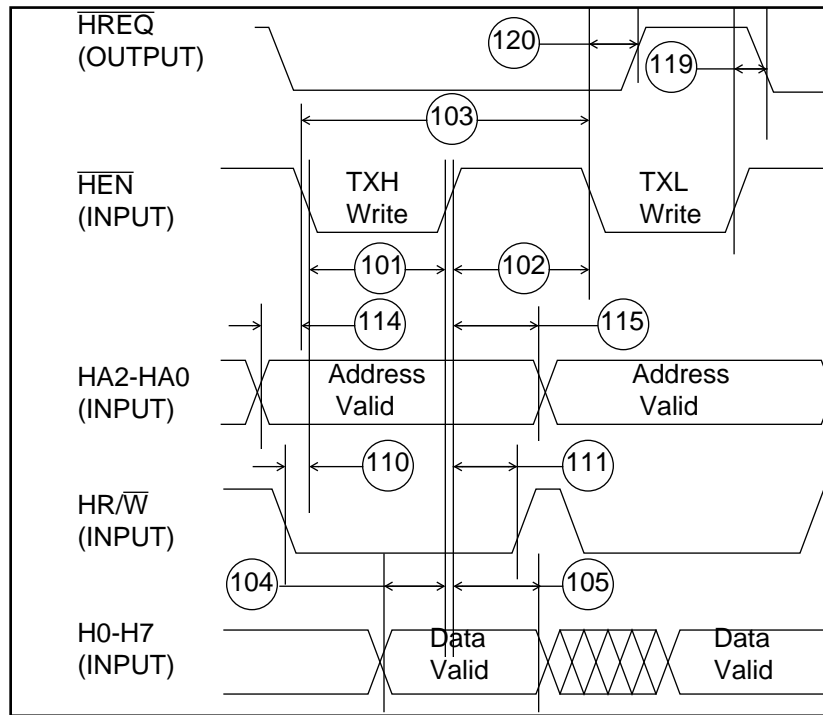 HREQ
(OUTPUT)
120
119
103
HEN
(INPUT)
TXH
Write
TXL
Write
101
102
114
115
HA2-HA0
(INPUT)
Address
Valid
Address
Valid
110
111
HR/W
(INPUT)
104
105
H0-H7
(INPUT)
Data
Valid
Data
Valid